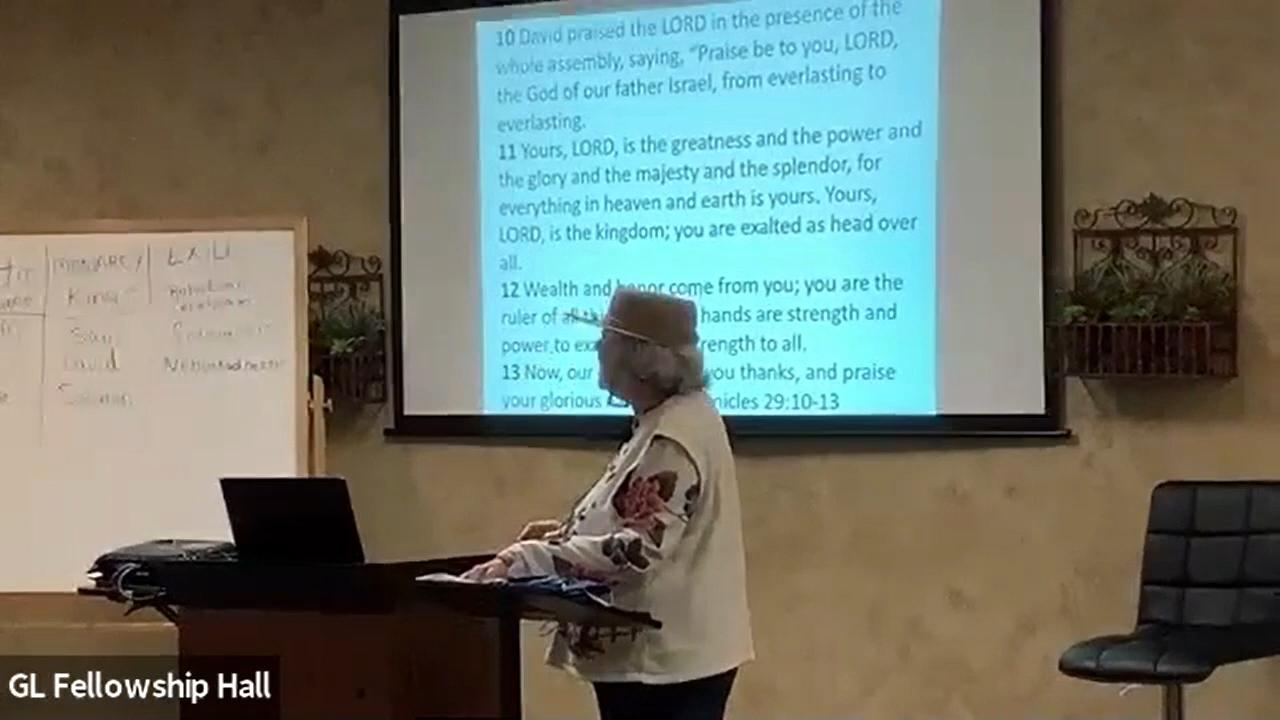 10 David praised the LORD in the presence of the
whole assembly, saying, "Praise be to you, LORD,
the God of our father Israel, from everlasting to
everlasting.
11 Yours, LORD, is the greatness and the power and
the glory and the majesty and the splendor, for
everything in heaven and earth is yours. Yours,
LORD, is the kingdom; you are exalted as head over
all.
12 Wealth and honor come from you; you are the
ruler of all hands are strength and
power to rength to all.
13 Now, our you thanks, and praise
your glorious nicles 29:10-13
King
Saul
David
Solomon
GL Fellowship Hall